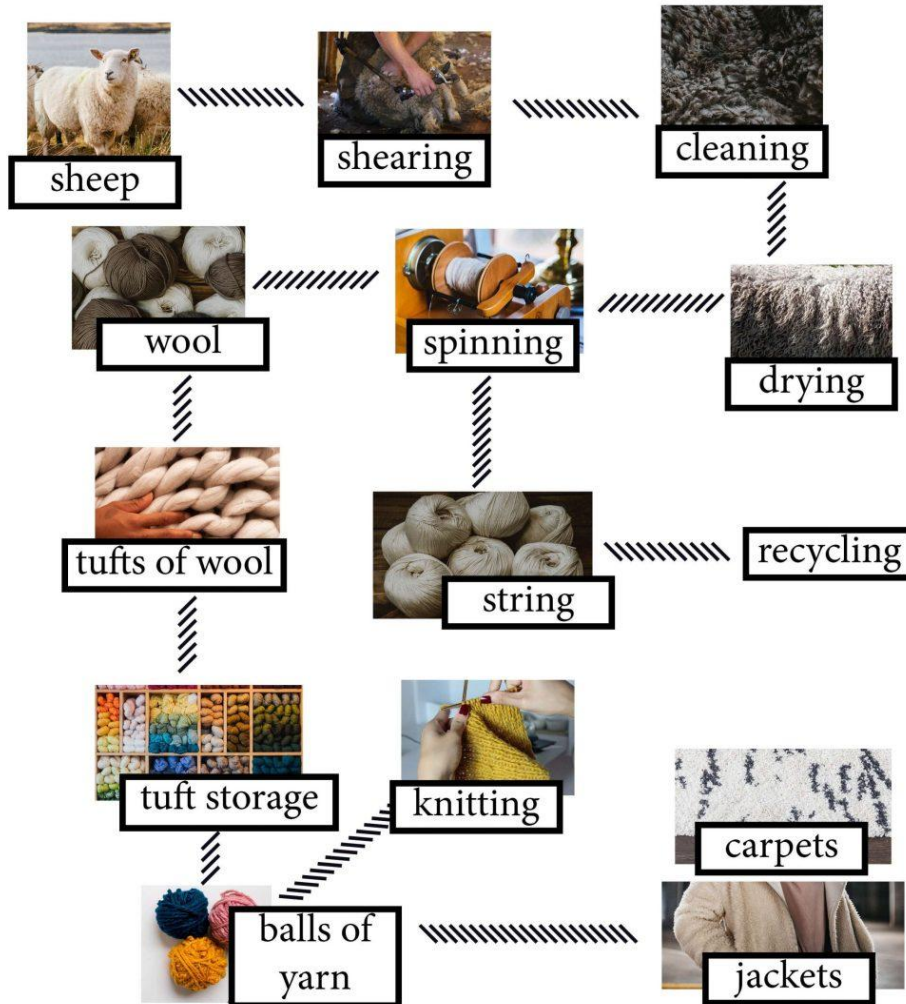 sheep
shearing
cleaning
wool
spinning
drying
tufts of wool
string
recycling
tuft storage
knitting
carpets
balls of
yarn
jackets